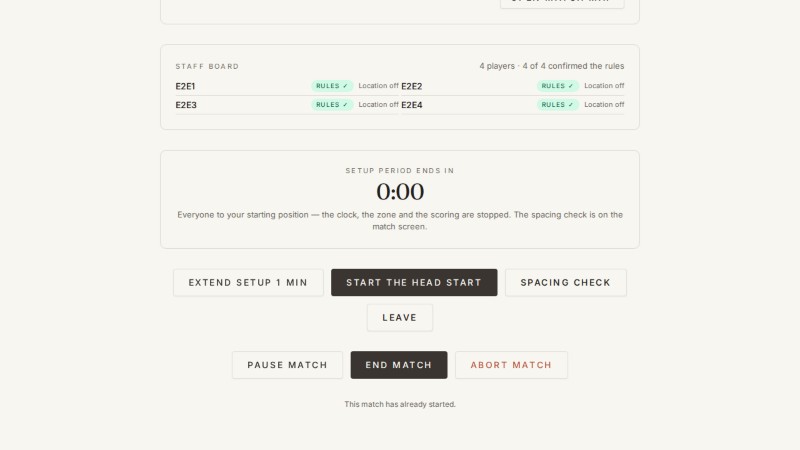 STAFF BOARD
4 players · 4 of 4 confirmed the rules
E2E1 RULES ✓ Location off E2E2 RULES ✓ Location off
E2E3 RULES ✓ Location off E2E4 RULES ✓ Location off
SETUP PERIOD ENDS IN
0:00
Everyone to your starting position — the clock, the zone and the scoring are stopped. The spacing check is on the
match screen.
EXTEND SETUP 1 MIN START THE HEAD START SPACING CHECK
LEAVE
PAUSE MATCH END MATCH ABORT MATCH
This match has already started.